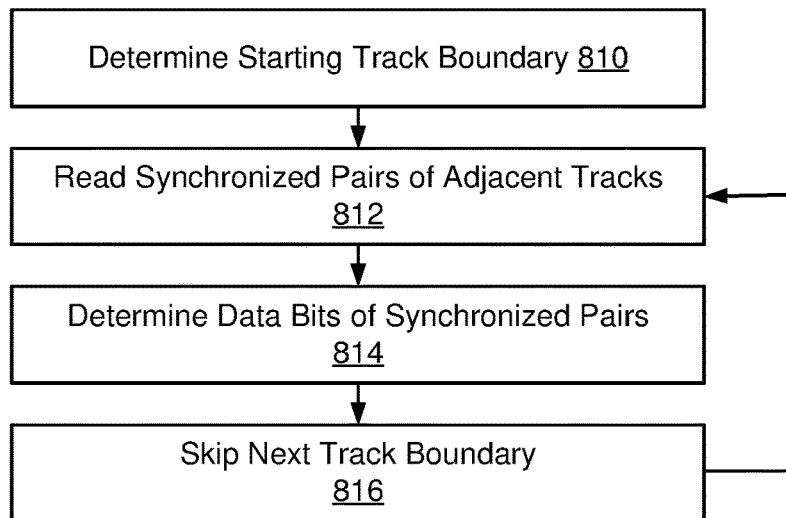 Determine Starting Track Boundary 810
Read Synchronized Pairs of Adjacent Tracks
812
Determine Data Bits of Synchronized Pairs
814
Skip Next Track Boundary
816